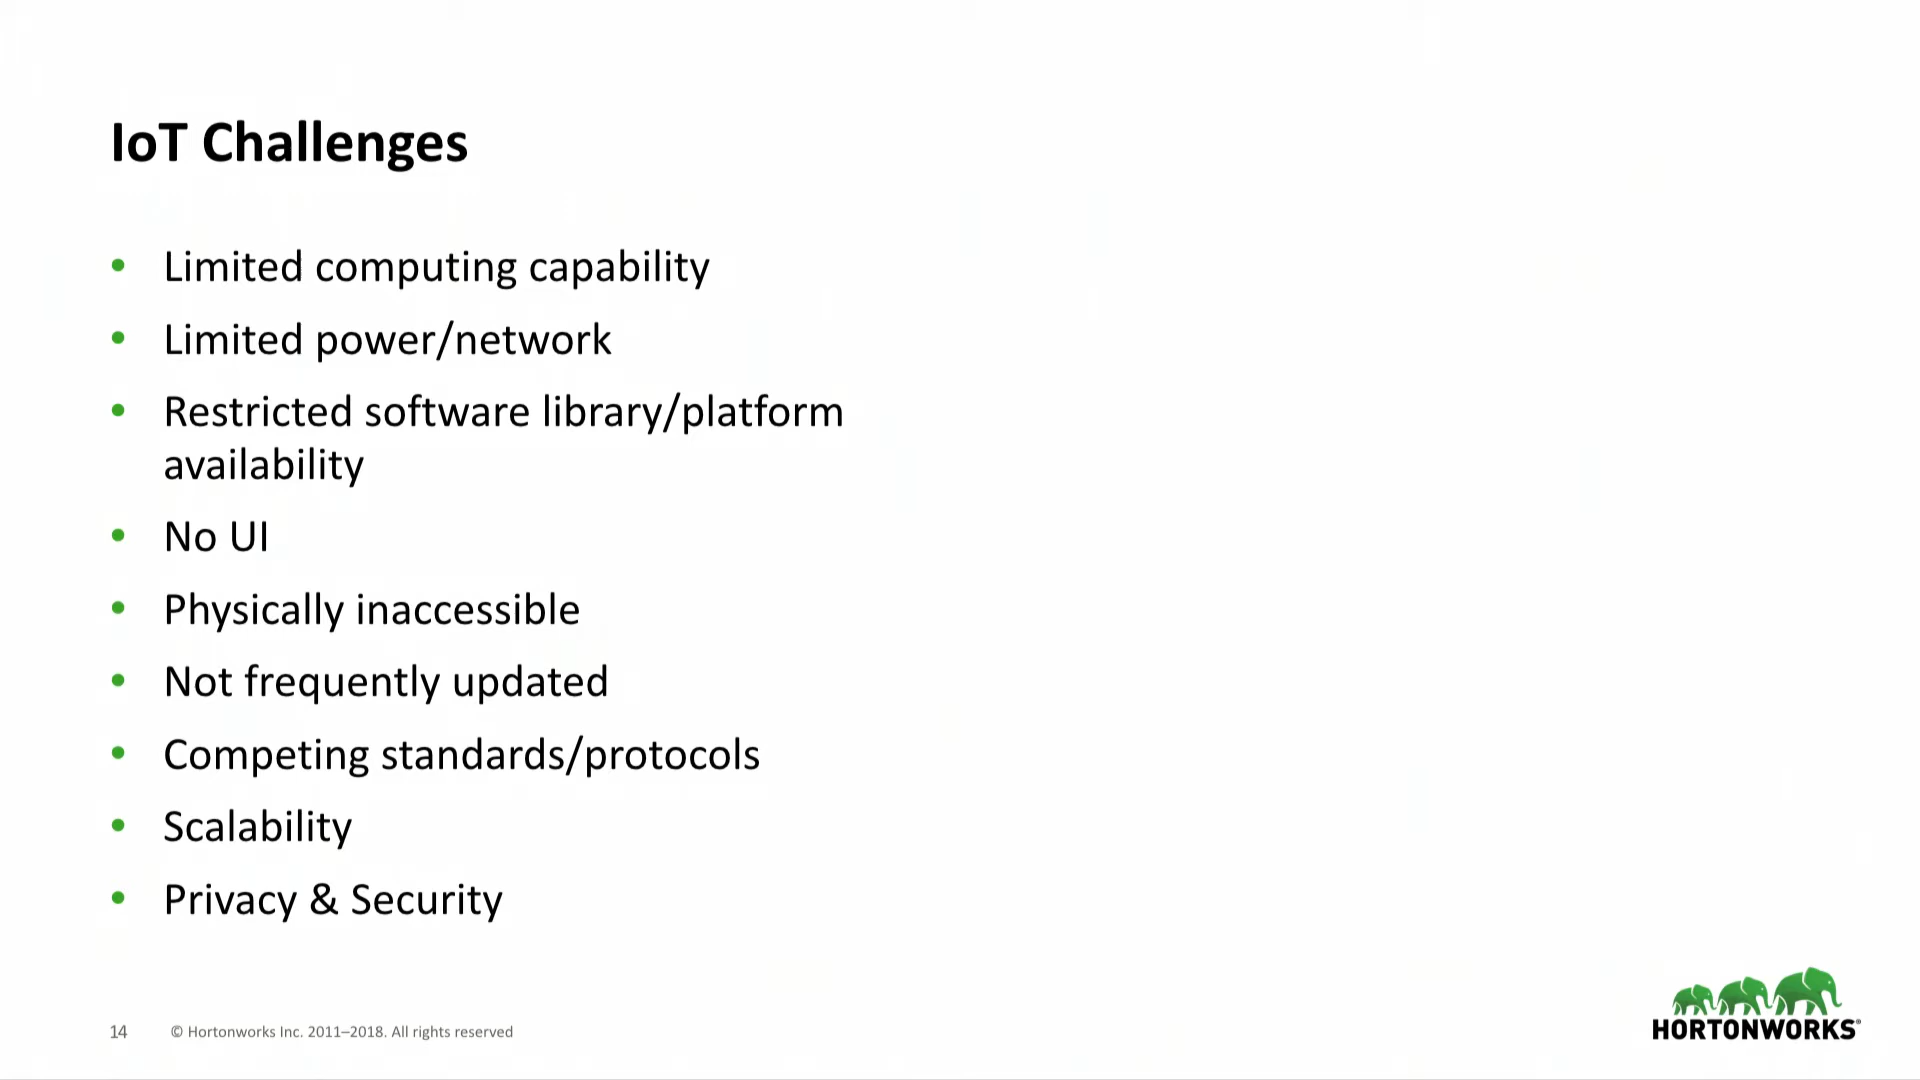 IoT Challenges
• Limited computing capability
• Limited power/network
• Restricted software library/platform
availability
• No UI
• Physically inaccessible
• Not frequently updated
• Competing standards/protocols
• Scalability
• Privacy & Security
14 © Hortonworks Inc. 2011–2018. All rights reserved
HORTONWORKS®